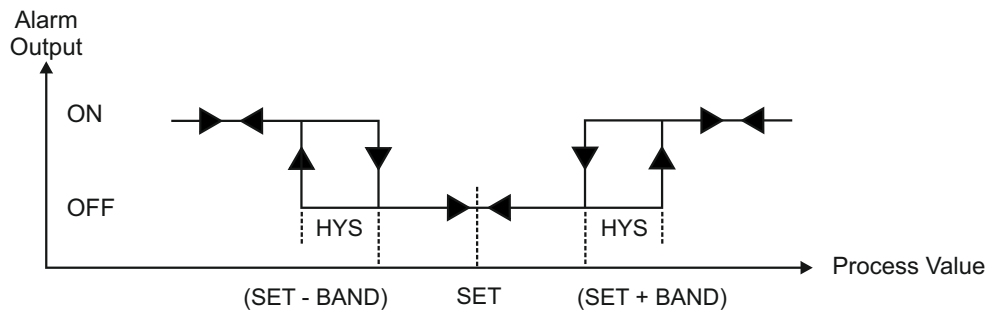 Alarm
Output
ON
OFF
HYS
HYS
Process Value
(SET - BAND)
SET
(SET + BAND)